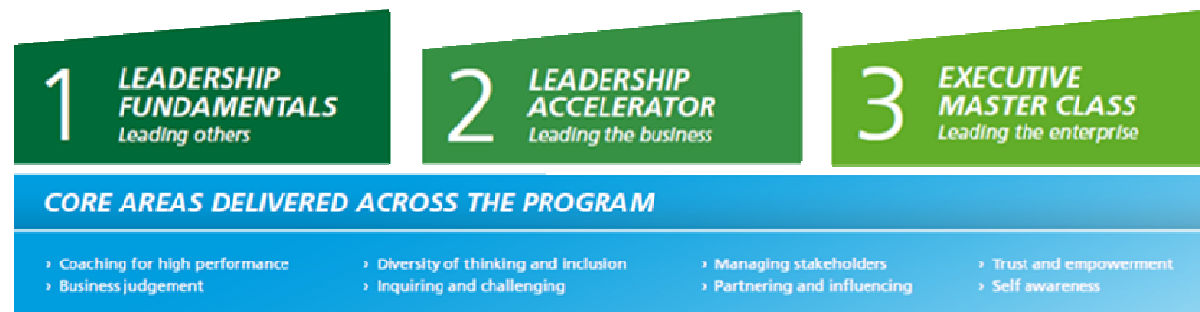 1
LEADERSHIP
FUNDAMENTALS
Leading others
2
LEADERSHIP
ACCELERATOR
Leading the business
3
EXECUTIVE
MASTER CLASS
Leading the enterprise
CORE AREAS DELIVERED ACROSS THE PROGRAM
› Coaching for high performance
› Business judgement
› Diversity of thinking and inclusion
› Inquiring and challenging
› Managing stakeholders
› Partnering and influencing
› Trust and empowerment
› Self awareness